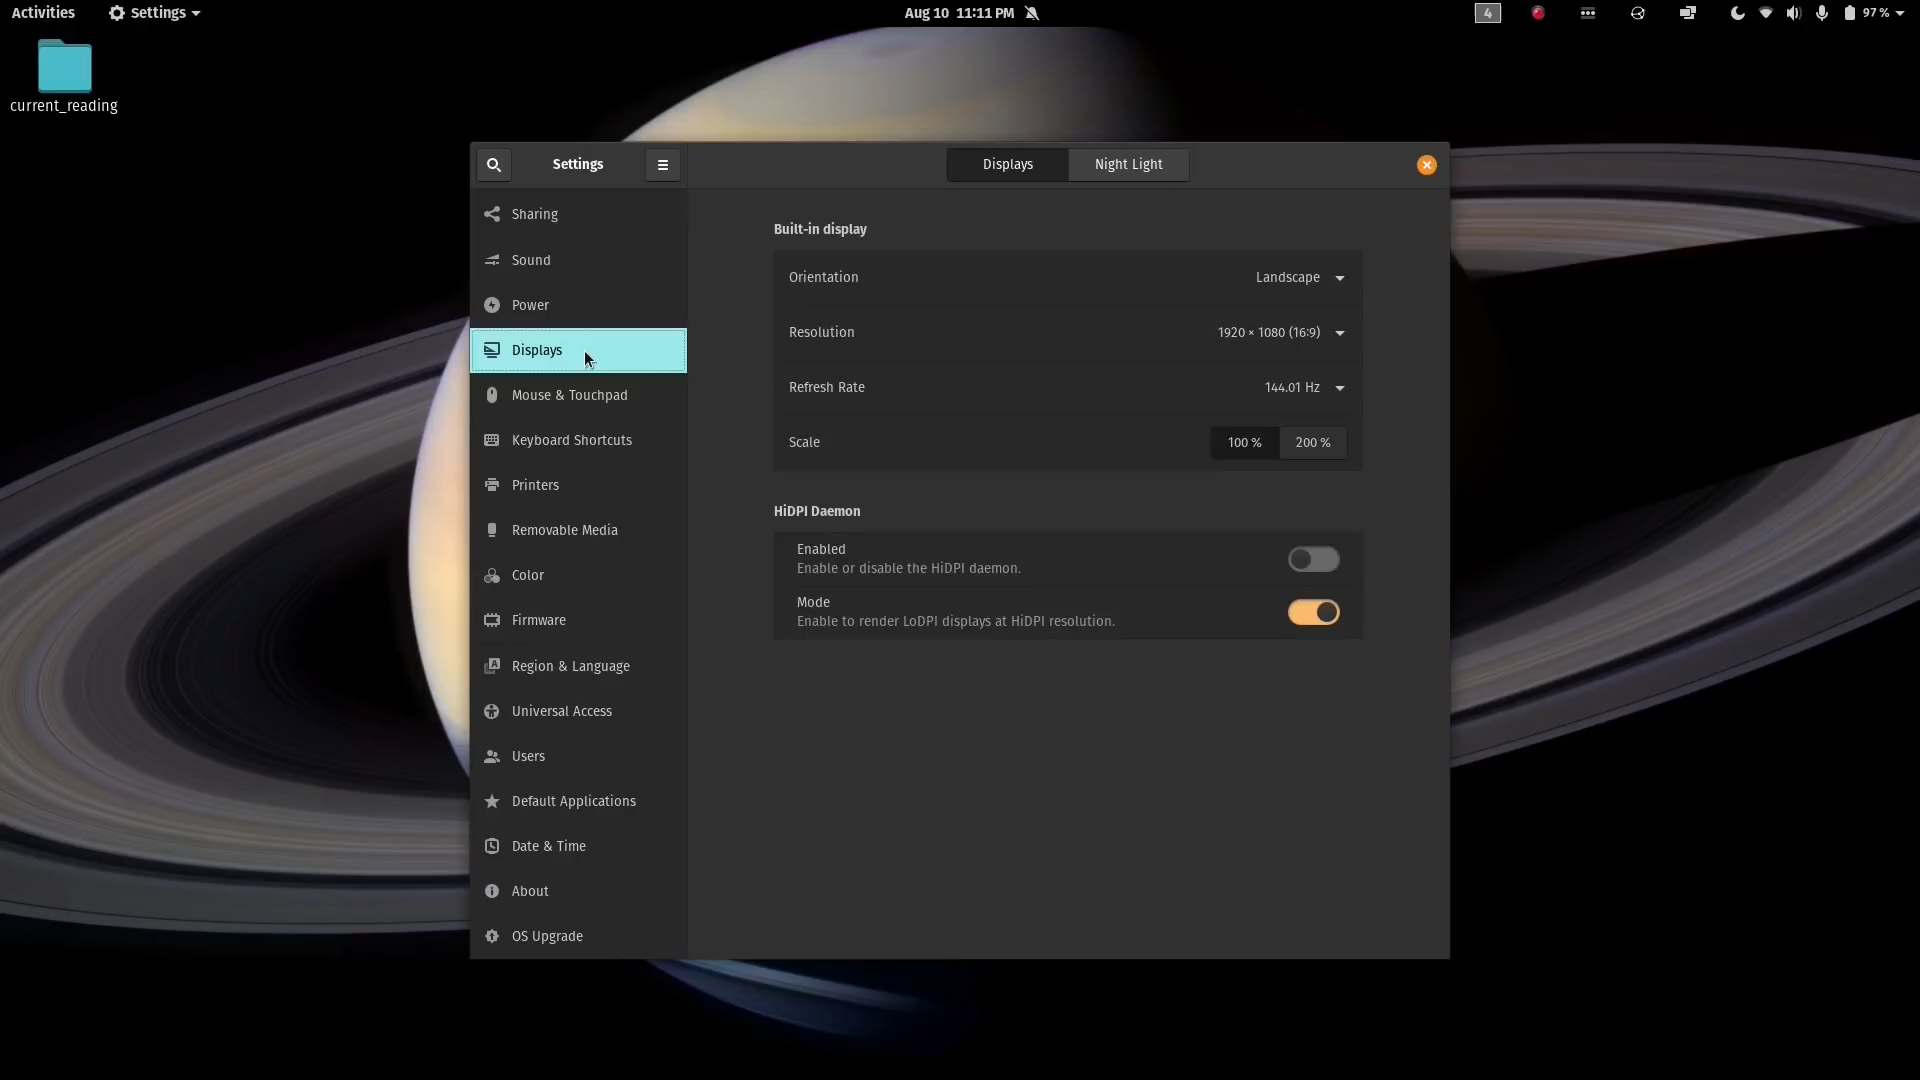 Activities
Settings
Aug 10 11:11 PM
4
97 %
current_reading
Settings
Displays
Night Light
Sharing
Sound
Power
Displays
Mouse & Touchpad
Keyboard Shortcuts
Printers
Removable Media
Color
Firmware
Region & Language
Universal Access
Users
Default Applications
Date & Time
About
OS Upgrade
Built-in display
Orientation
Landscape
Resolution
1920 × 1080 (16:9)
Refresh Rate
144.01 Hz
Scale
100 %
200 %
HiDPI Daemon
Enabled
Enable or disable the HiDPI daemon.
Mode
Enable to render LoDPI displays at HiDPI resolution.